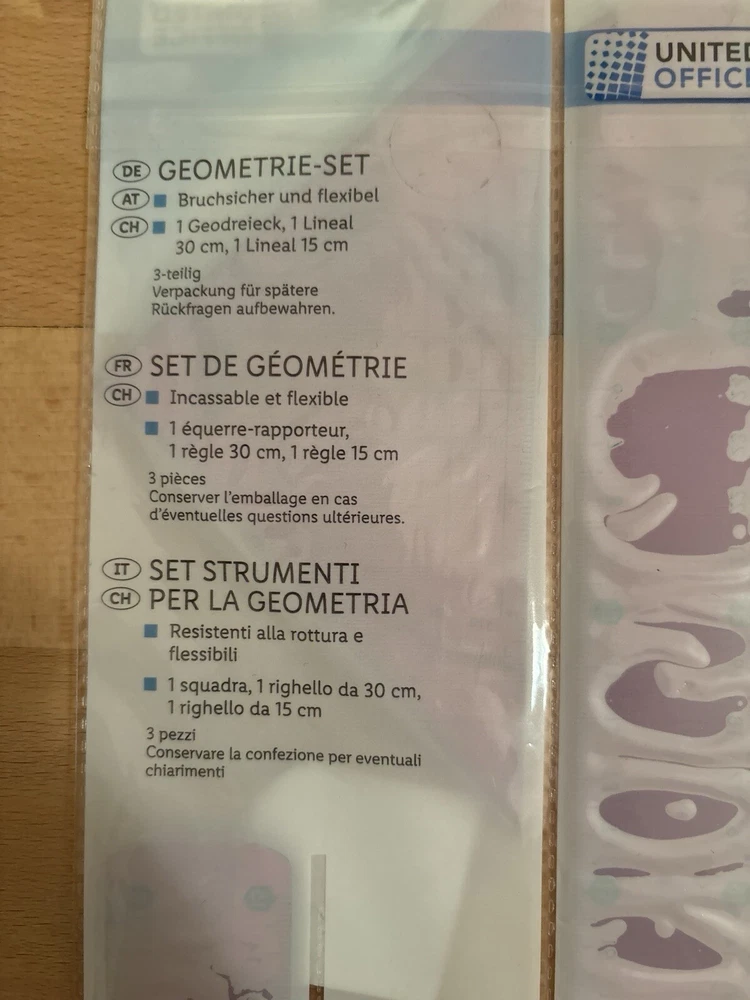 UNITED
OFFIC
DE GEOMETRIE-SET
AT ■ Bruchsicher und flexibel
CH ■ 1 Geodreieck, 1 Lineal
30 cm, 1 Lineal 15 cm
3-teilig
Verpackung für spätere
Rückfragen aufbewahren.
FR SET DE GÉOMÉTRIE
CH ■ Incassable et flexible
■ 1 équerre-rapporteur,
1 règle 30 cm, 1 règle 15 cm
3 pièces
Conserver l'emballage en cas
d'éventuelles questions ultérieures.
IT SET STRUMENTI
CH PER LA GEOMETRIA
■ Resistenti alla rottura e
flessibili
■ 1 squadra, 1 righello da 30 cm,
1 righello da 15 cm
3 pezzi
Conservare la confezione per eventuali
chiarimenti